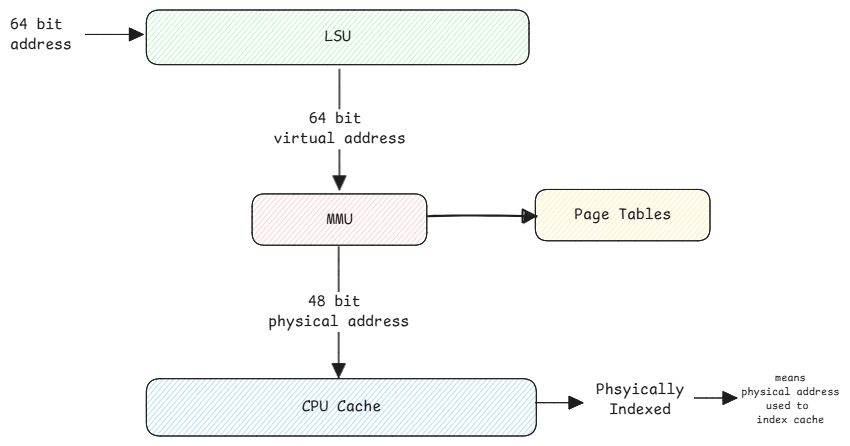 64 bit
address
LSU
64 bit
virtual address
MMU
Page Tables
48 bit
physical address
CPU Cache
Phsyically
Indexed
means
physical address
used to
index cache